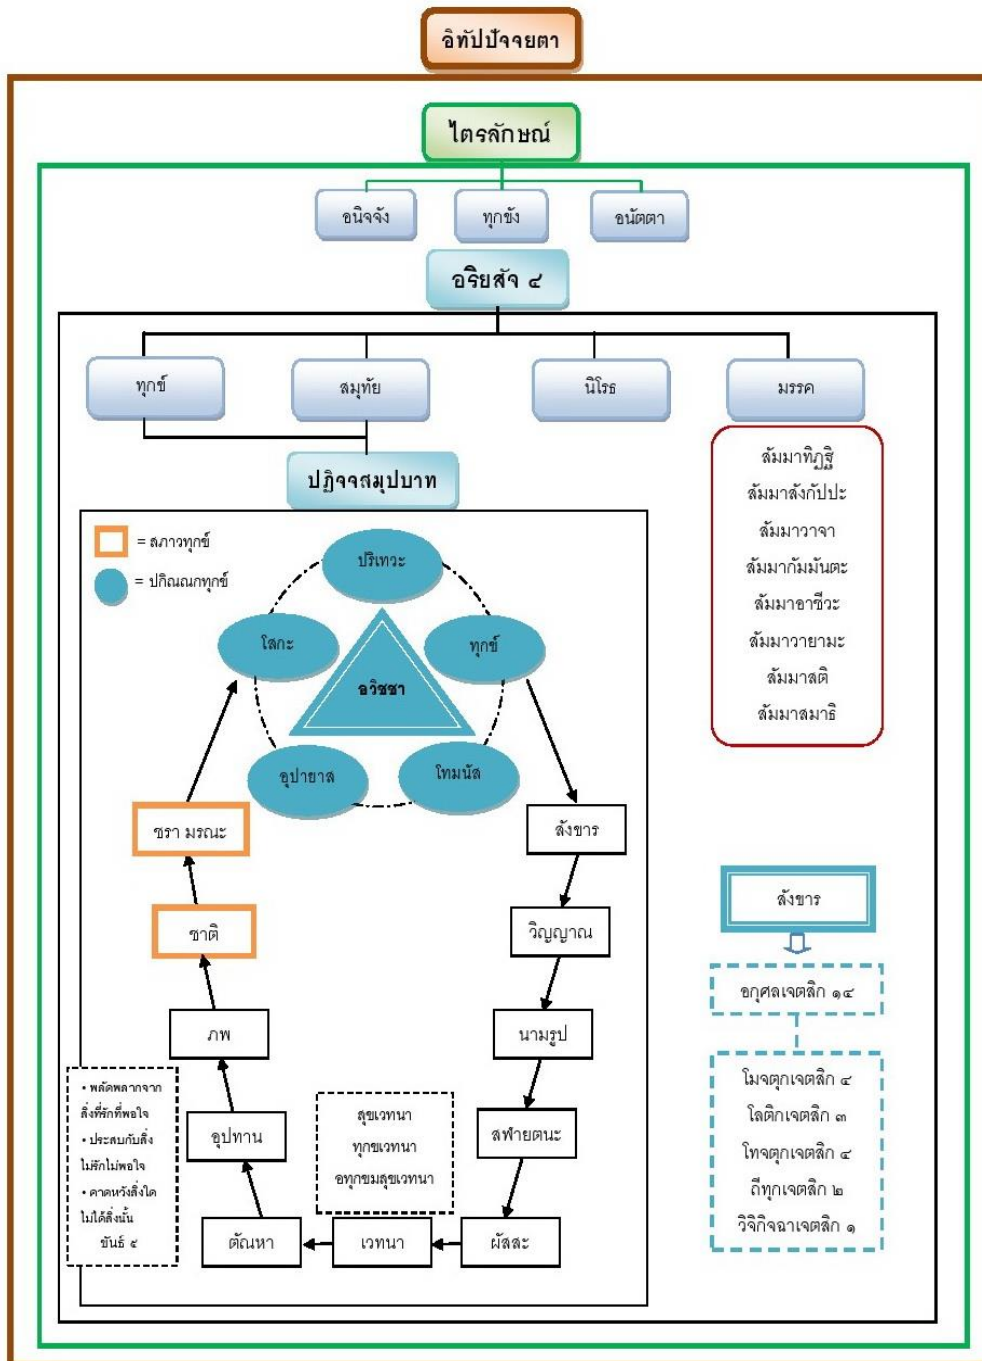 อิทัปปัจจยตา
ไตรลักษณ์
อนิจจัง
ทุกขัง
อนัตตา
อริยสัจ ๔
ทุกข์
สมุทัย
นิโรธ
มรรค
สัมมาทิฏฐิ
สัมมาสังกัปปะ
สัมมาวาจา
สัมมากัมมันตะ
สัมมาอาชีวะ
สัมมาวายามะ
สัมมาสติ
สัมมาสมาธิ
ปฏิจจสมุปบาท
= สภาวทุกข์
= ปกิณณกทุกข์
ปริเทวะ
โสกะ
ทุกข์
อวิชชา
อุปายาส
โทมนัส
ชรา มรณะ
สังขาร
ชาติ
วิญญาณ
ภพ
นามรูป
อุปทาน
สฬายตนะ
ตัณหา
เวทนา
ผัสสะ
• พลัดพลากจาก
สิ่งที่รักที่พอใจ
• ประสบกับสิ่ง
ไม่รักไม่พอใจ
• คาดหวังสิ่งใด
ไม่ได้สิ่งนั้น
ขันธ์ ๕
สุขเวทนา
ทุกขเวทนา
อทุกขมสุขเวทนา
สังขาร
อกุศลเจตสิก ๑๔
โมจตุกเจตสิก ๔
โลติกเจตสิก ๓
โทจตุกเจตสิก ๔
ถีทุกเจตสิก ๒
วิจิกิจฉาเจตสิก ๑